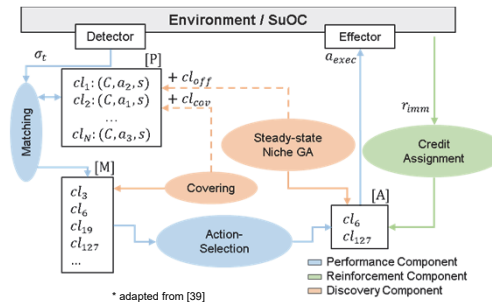 Environment / SuOC
Detector
Effector
σ_t
[P]
a_exec
cl_1: (C, a_2, s)
cl_2: (C, a_1, s)
...
cl_N: (C, a_3, s)
+ cl_off
+ cl_cov
r_imm
Matching
Steady-state
Niche GA
Credit
Assignment
[M]
Covering
[A]
cl_3
cl_6
cl_19
cl_127
...
Action-
Selection
cl_6
cl_127
Performance Component
Reinforcement Component
Discovery Component
* adapted from [39]